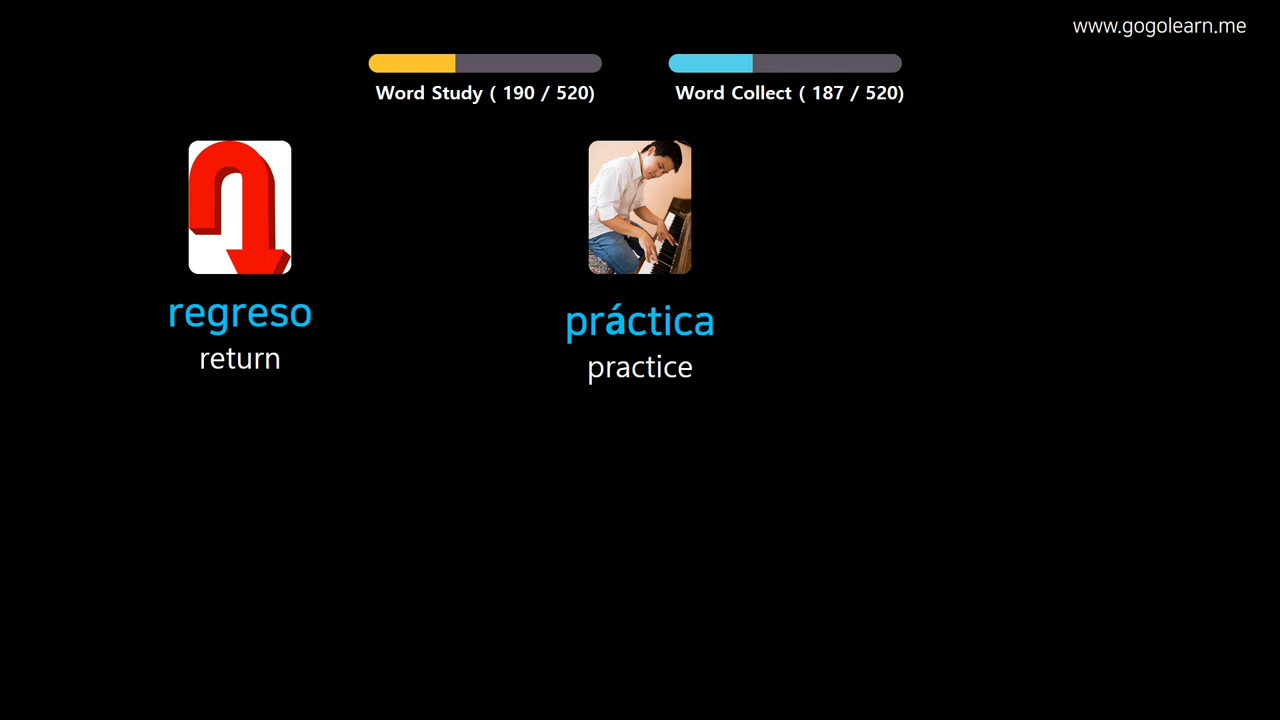 www.gogolearn.me
Word Study ( 190 / 520)
Word Collect ( 187 / 520)
regreso
return
práctica
practice